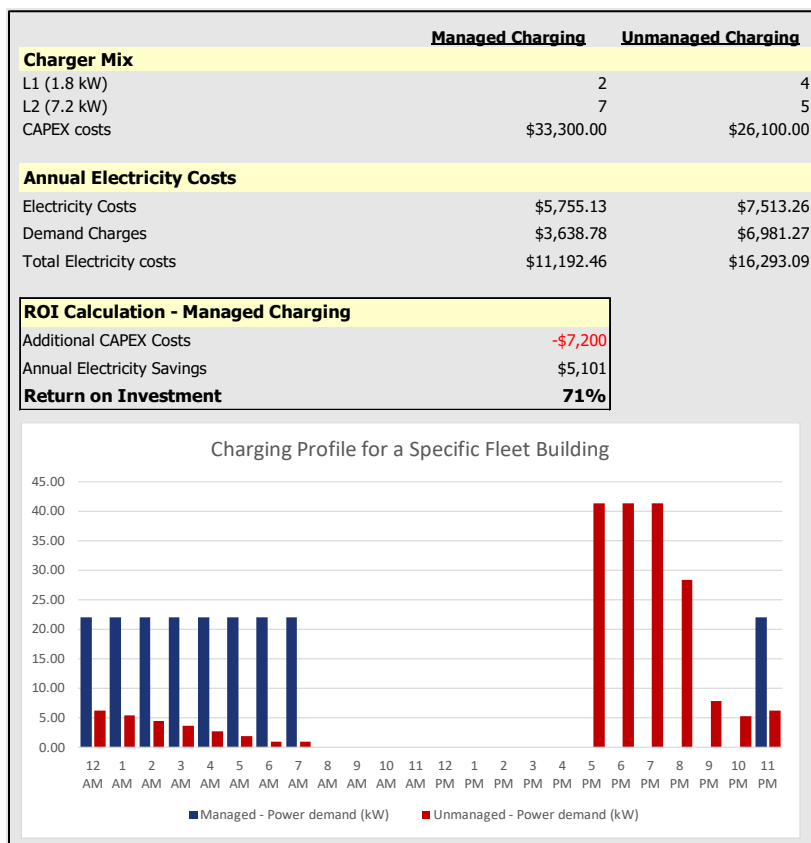 Managed Charging Unmanaged Charging
Charger Mix
L1 (1.8 kW) 2 4
L2 (7.2 kW) 7 5
CAPEX costs $33,300.00 $26,100.00
Annual Electricity Costs
Electricity Costs $5,755.13 $7,513.26
Demand Charges $3,638.78 $6,981.27
Total Electricity costs $11,192.46 $16,293.09
ROI Calculation - Managed Charging
Additional CAPEX Costs -$7,200
Annual Electricity Savings $5,101
Return on Investment 71%
Charging Profile for a Specific Fleet Building
45.00
40.00
35.00
30.00
25.00
20.00
15.00
10.00
5.00
0.00
12 1 2 3 4 5 6 7 8 9 10 11 12 1 2 3 4 5 6 7 8 9 10 11
AM AM AM AM AM AM AM AM AM AM AM AM PM PM PM PM PM PM PM PM PM PM PM PM
Managed - Power demand (kW) Unmanaged - Power demand (kW)